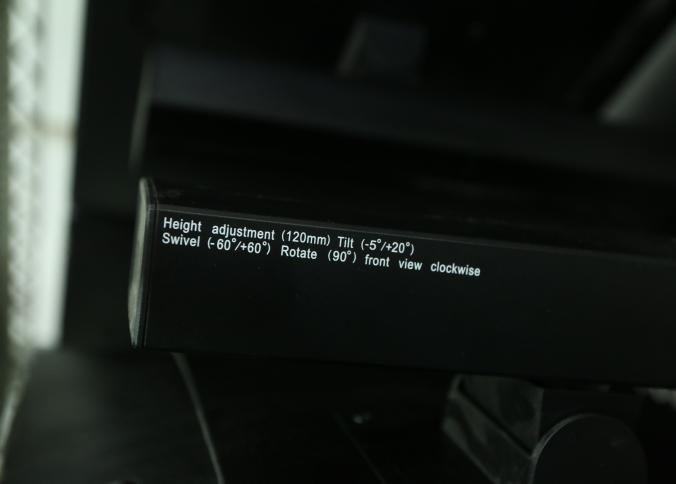 Height adjustment (120mm) Tilt (-5°/+20°)
Swivel (-60°/+60°) Rotate (90°) front view clockwise